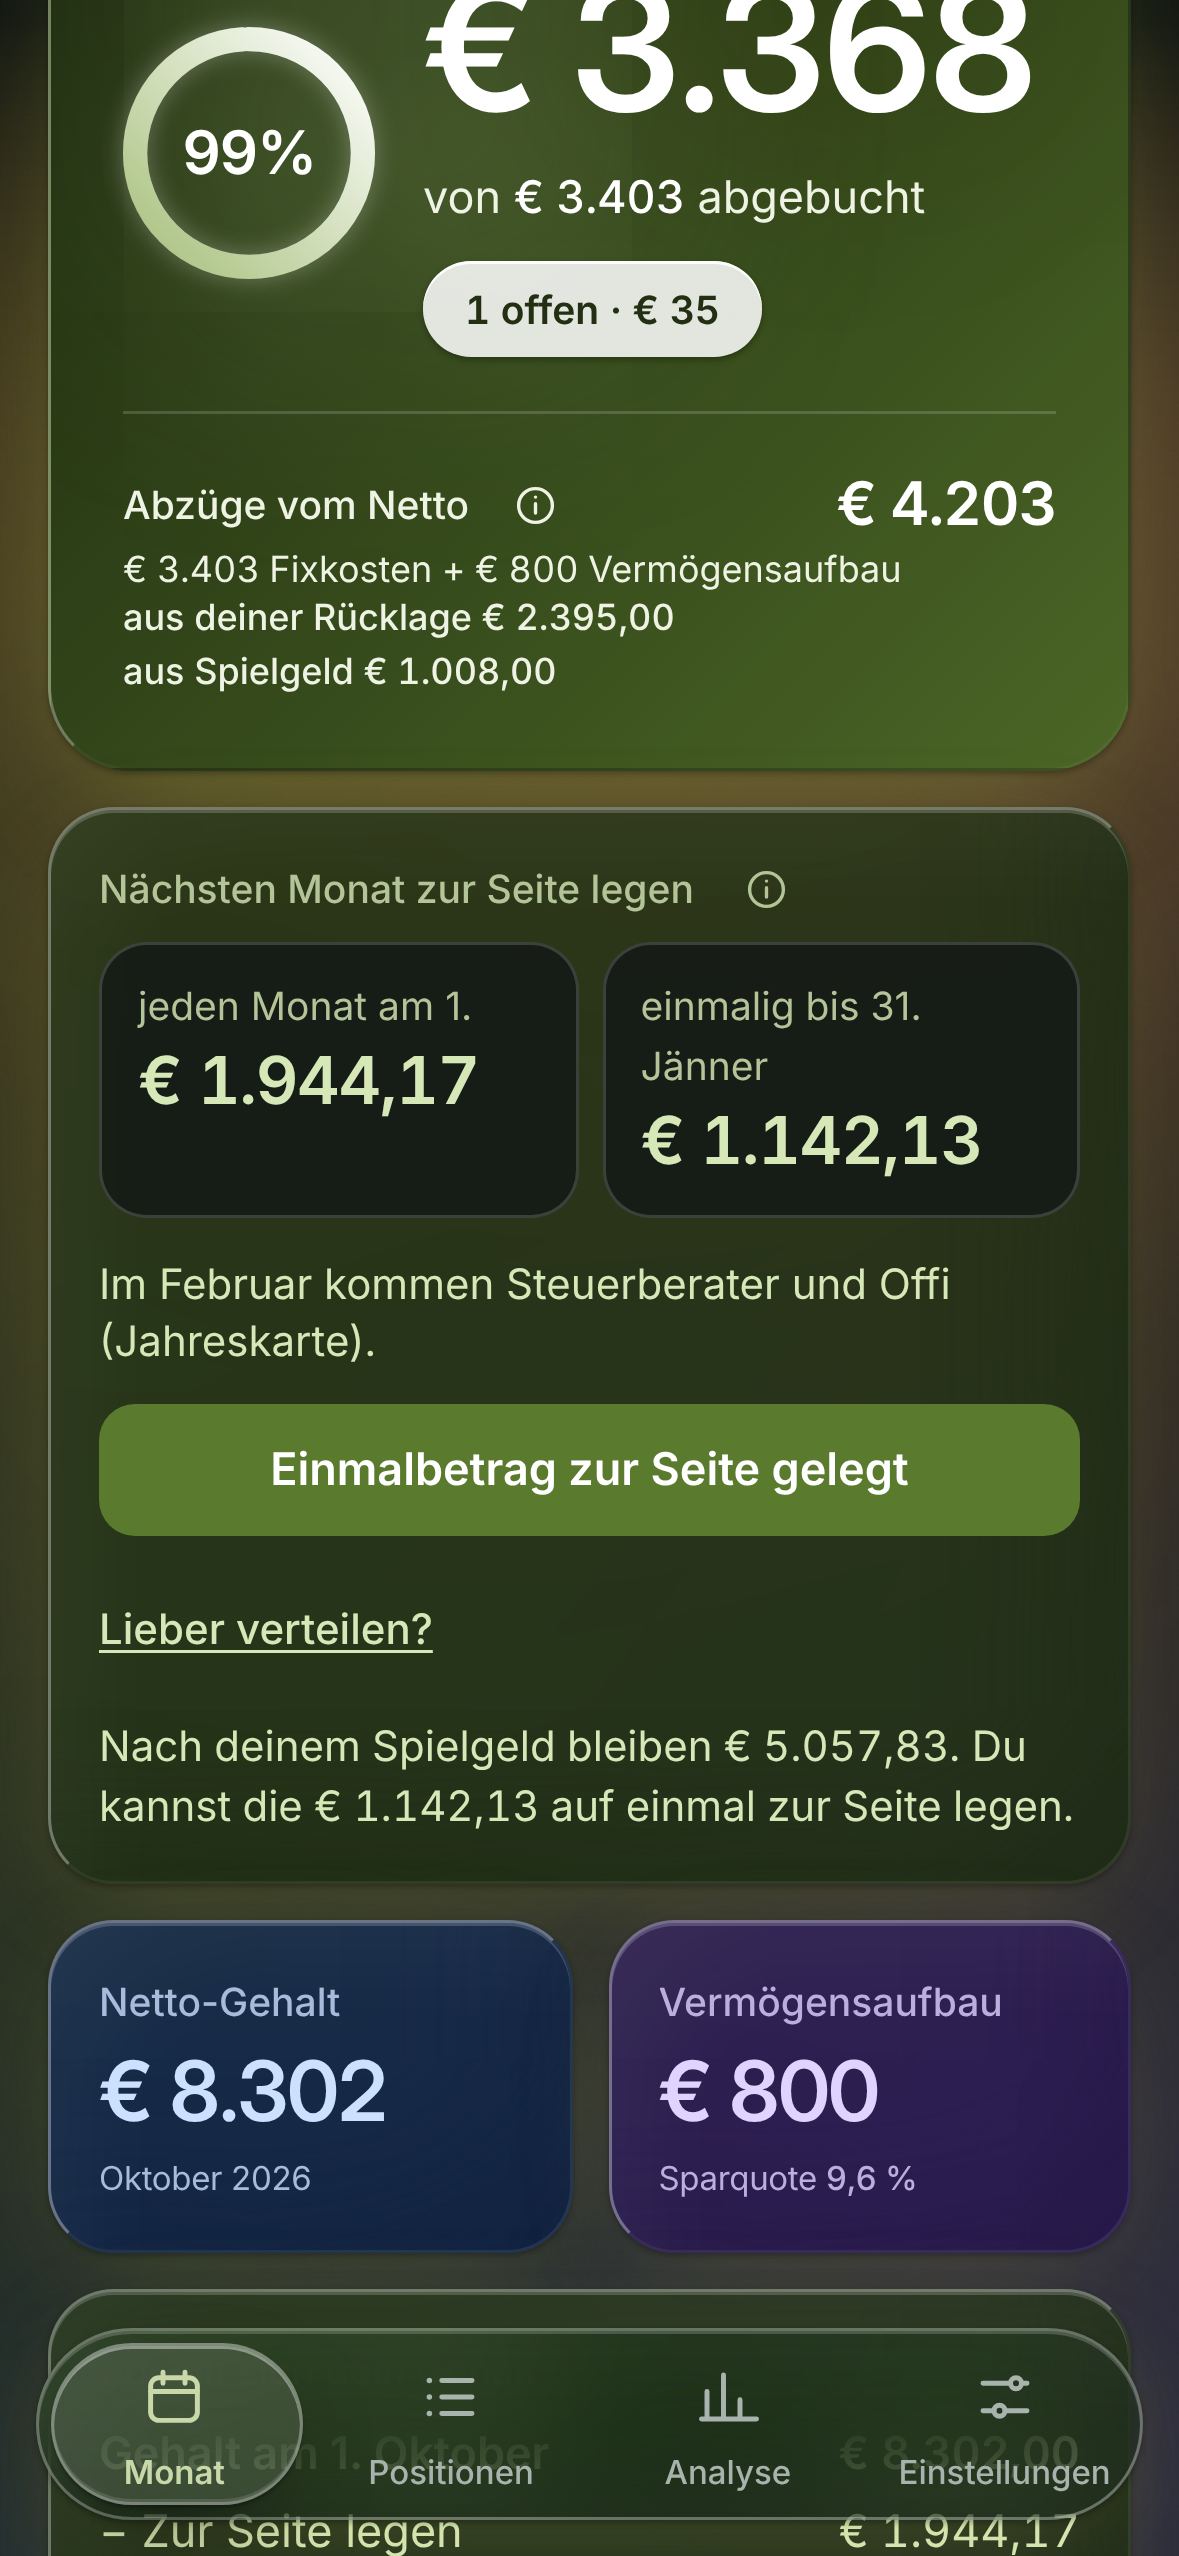 € 3.368
99%
von € 3.403 abgebucht
1 offen · € 35
Abzüge vom Netto
€ 4.203
€ 3.403 Fixkosten + € 800 Vermögensaufbau
aus deiner Rücklage € 2.395,00
aus Spielgeld € 1.008,00
Nächsten Monat zur Seite legen
jeden Monat am 1.
€ 1.944,17
einmalig bis 31.
Jänner
€ 1.142,13
Im Februar kommen Steuerberater und Offi
(Jahreskarte).
Einmalbetrag zur Seite gelegt
Lieber verteilen?
Nach deinem Spielgeld bleiben € 5.057,83. Du
kannst die € 1.142,13 auf einmal zur Seite legen.
Netto-Gehalt
€ 8.302
Oktober 2026
Vermögensaufbau
€ 800
Sparquote 9,6 %
Gehalt am 1. Oktober € 8.302,00
Monat
Positionen
Analyse
Einstellungen
– Zur Seite legen € 1.944,17